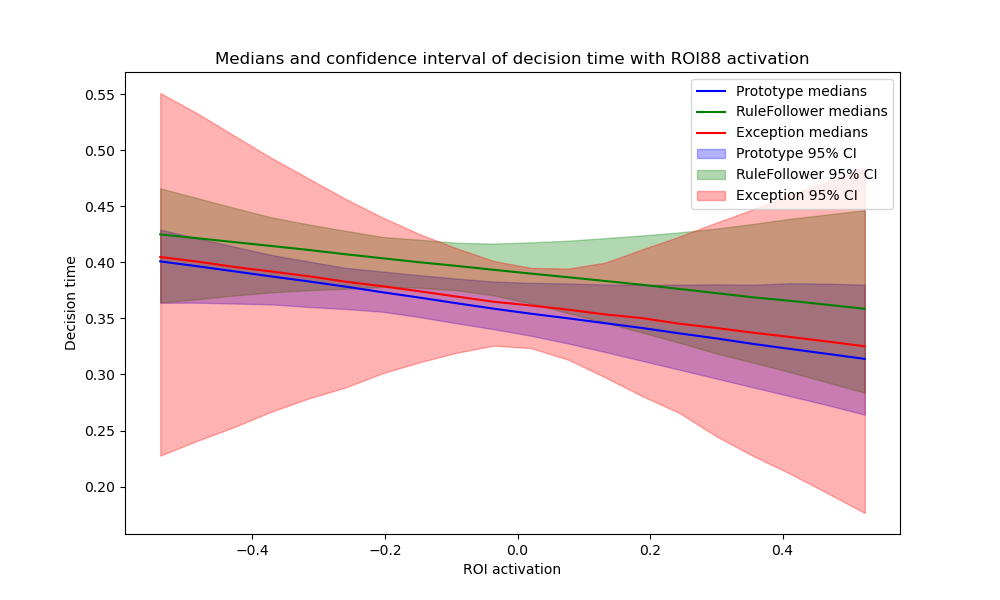 Medians and confidence interval of decision time with ROI88 activation
Prototype medians
RuleFollower medians
Exception medians
Prototype 95% CI
RuleFollower 95% CI
Exception 95% CI
Decision time
0.55
0.50
0.45
0.40
0.35
0.30
0.25
0.20
−0.4
−0.2
0.0
0.2
0.4
ROI activation